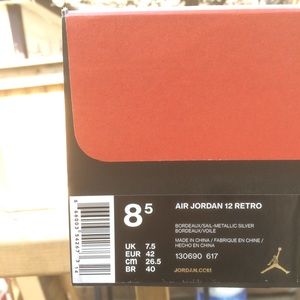 8⁵
AIR JORDAN 12 RETRO
BORDEAUX/SAIL-METALLIC SILVER
BORDEAUX/VOILE
MADE IN CHINA / FABRIQUE EN CHINE /
HECHO EN CHINA
130690 617
UK 7.5
EUR 42
cm 26.5
BR 40
JORDAN.COM